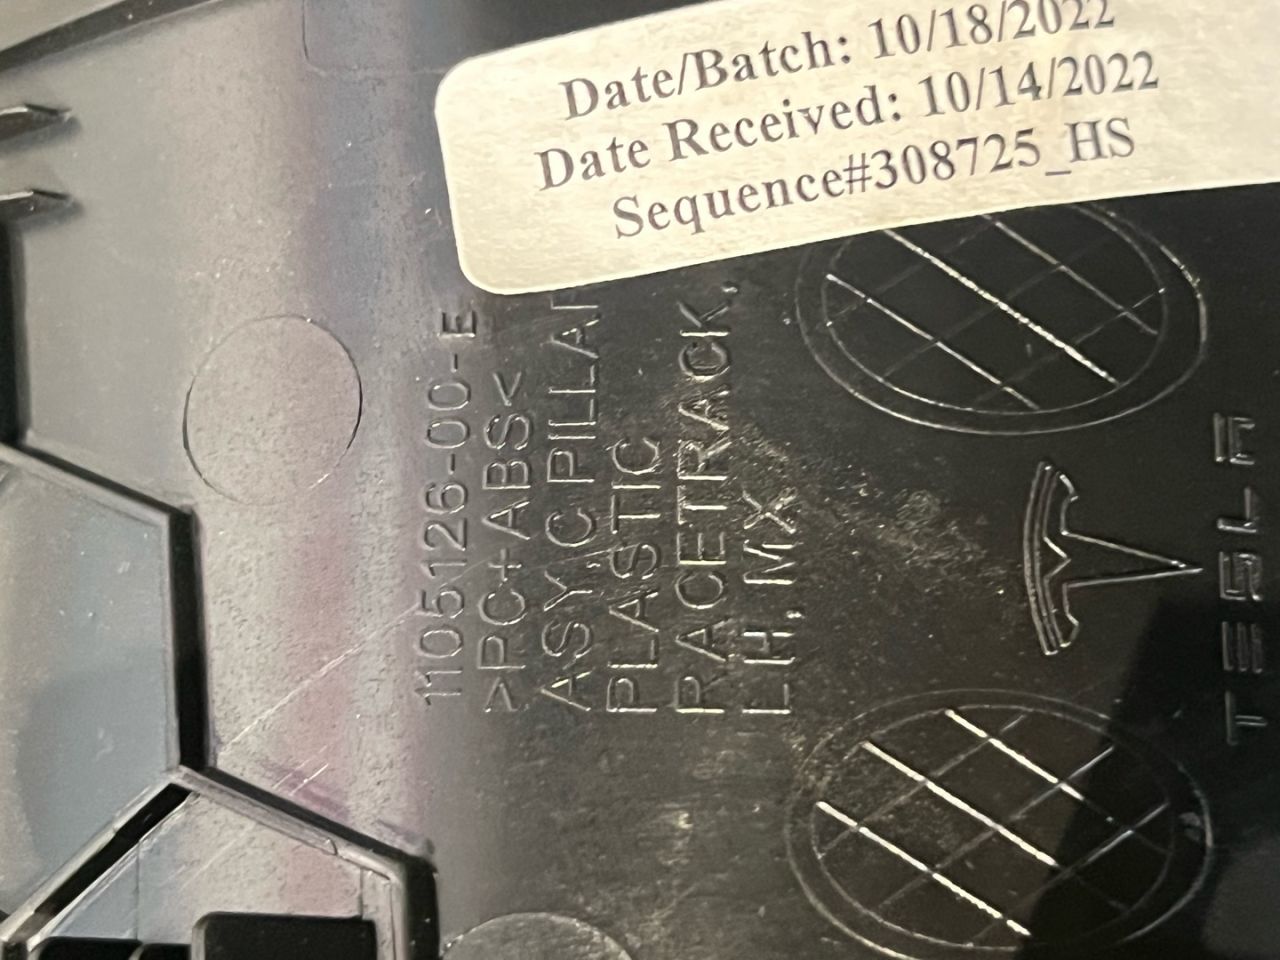 Date/Batch: 10/18/2022
Date Received: 10/14/2022
Sequence#308725_HS
1105126-00-E
>PC+ABS<
ASY, C PILLAR
PLASTIC
RACETRACK,
LH, MX
TESLA